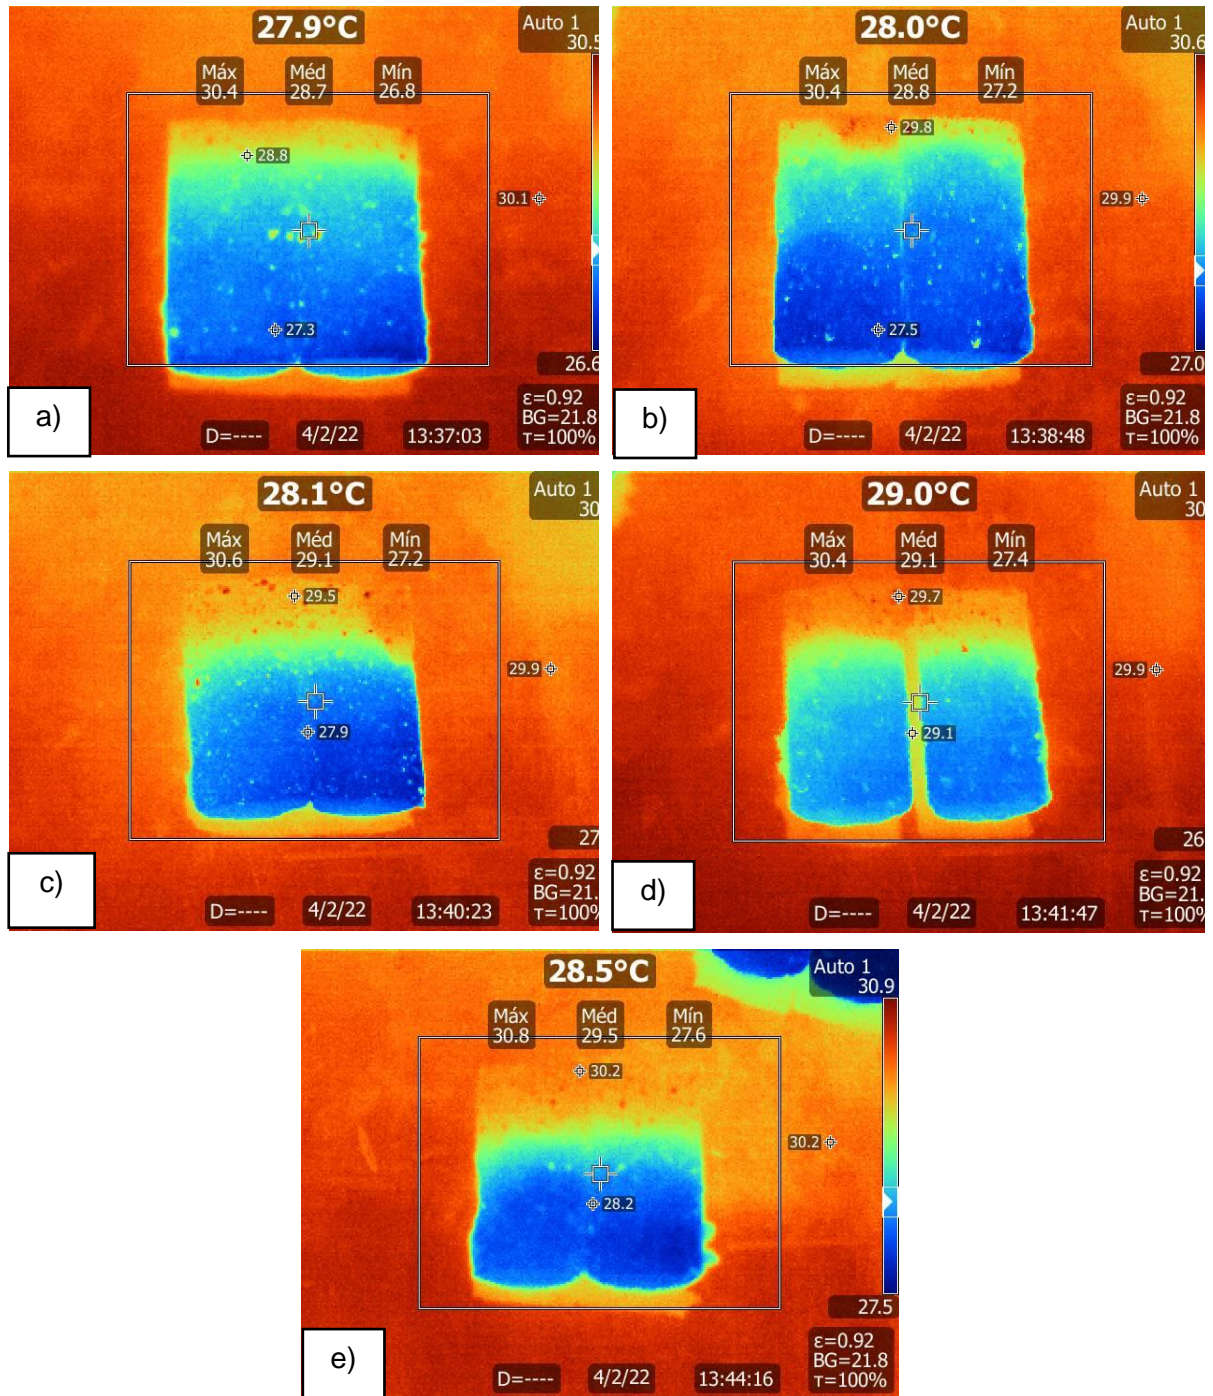 27.9°C
Auto 1
30.5
Máx Méd Mín
30.4 28.7 26.8
28.8
30.1
27.3
26.6
a)
ε=0.92
BG=21.8
D=---- 4/2/22 13:37:03 τ=100%
28.0°C
Auto 1
30.6
Máx Méd Mín
30.4 28.8 27.2
29.8
29.9
27.5
27.0
b)
ε=0.92
BG=21.8
D=---- 4/2/22 13:38:48 τ=100%
28.1°C
Auto 1
30
Máx Méd Mín
30.6 29.1 27.2
29.5
29.9
27.9
27
c)
ε=0.92
BG=21.
D=---- 4/2/22 13:40:23 τ=100%
29.0°C
Auto 1
30
Máx Méd Mín
30.4 29.1 27.4
29.7
29.9
29.1
26
d)
ε=0.92
BG=21.
D=---- 4/2/22 13:41:47 τ=100%
28.5°C
Auto 1
30.9
Máx Méd Mín
30.8 29.5 27.6
30.2
30.2
28.2
27.5
e)
ε=0.92
BG=21.8
D=---- 4/2/22 13:44:16 τ=100%